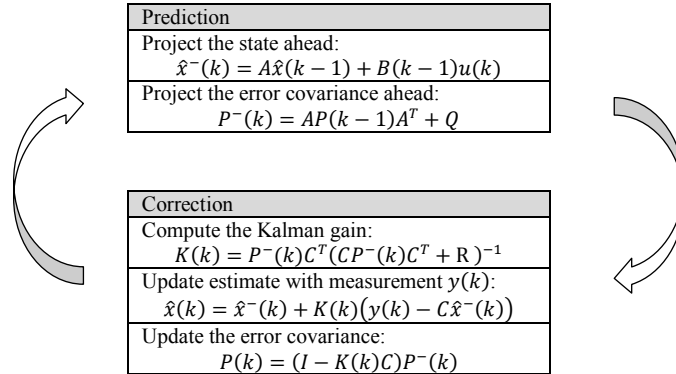 Prediction
Project the state ahead:
x̂⁻(k) = Ax̂(k − 1) + B(k − 1)u(k)
Project the error covariance ahead:
P⁻(k) = AP(k − 1)Aᵀ + Q
Correction
Compute the Kalman gain:
K(k) = P⁻(k)Cᵀ(CP⁻(k)Cᵀ + R )⁻¹
Update estimate with measurement y(k):
x̂(k) = x̂⁻(k) + K(k)(y(k) − Cx̂⁻(k))
Update the error covariance:
P(k) = (I − K(k)C)P⁻(k)